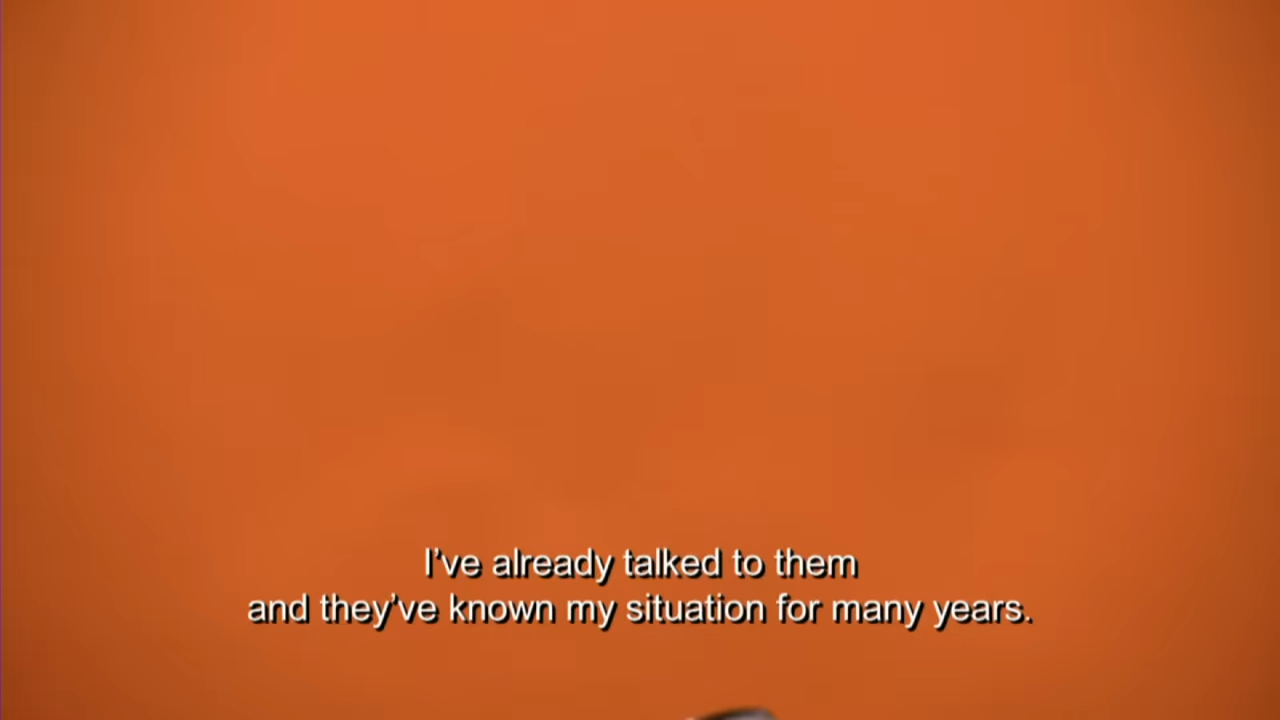 I've already talked to them
and they've known my situation for many years.